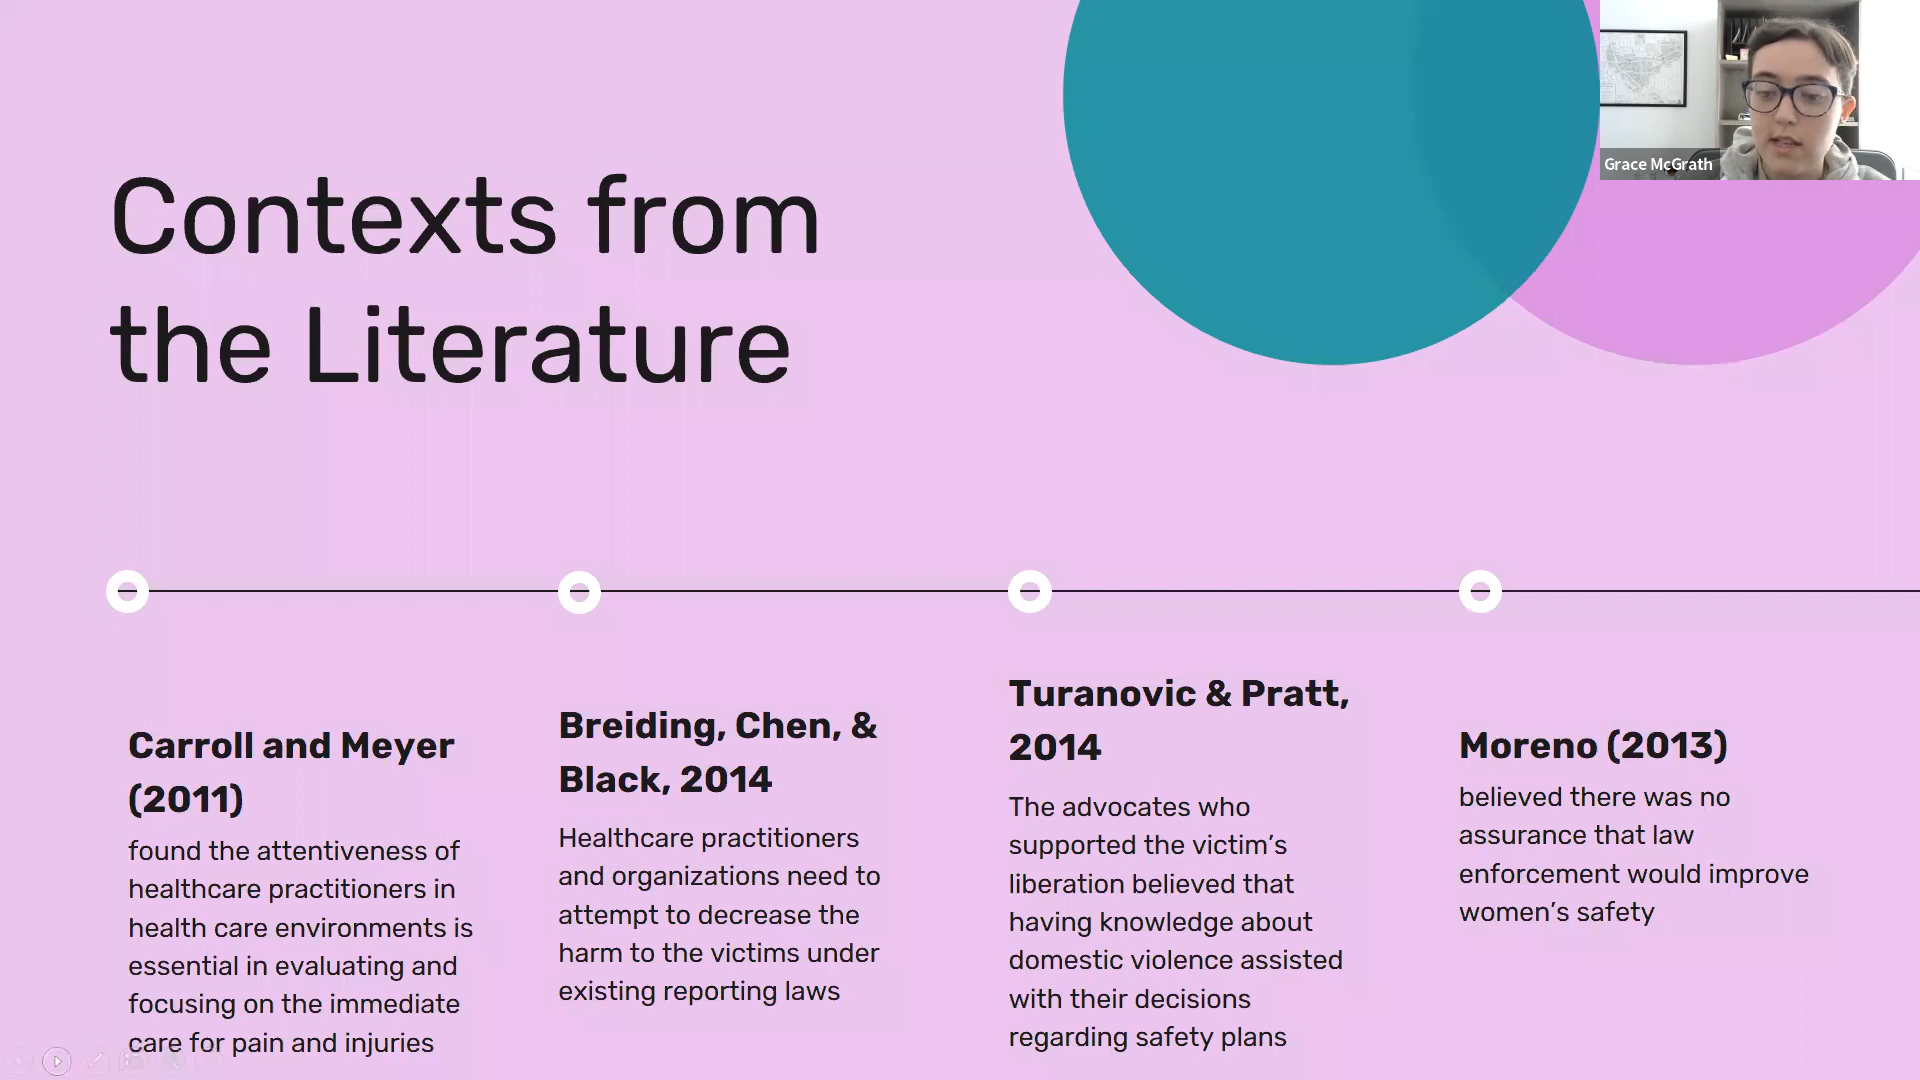 Contexts from
the Literature
Grace McGrath
Carroll and Meyer
(2011)
found the attentiveness of
healthcare practitioners in
health care environments is
essential in evaluating and
focusing on the immediate
care for pain and injuries
Breiding, Chen, &
Black, 2014
Healthcare practitioners
and organizations need to
attempt to decrease the
harm to the victims under
existing reporting laws
Turanovic & Pratt,
2014
The advocates who
supported the victim’s
liberation believed that
having knowledge about
domestic violence assisted
with their decisions
regarding safety plans
Moreno (2013)
believed there was no
assurance that law
enforcement would improve
women’s safety